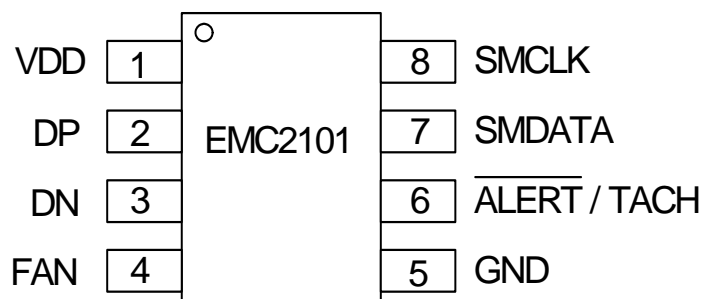 VDD 1 8 SMCLK
DP 2 EMC2101 7 SMDATA
DN 3 6 ALERT / TACH
FAN 4 5 GND